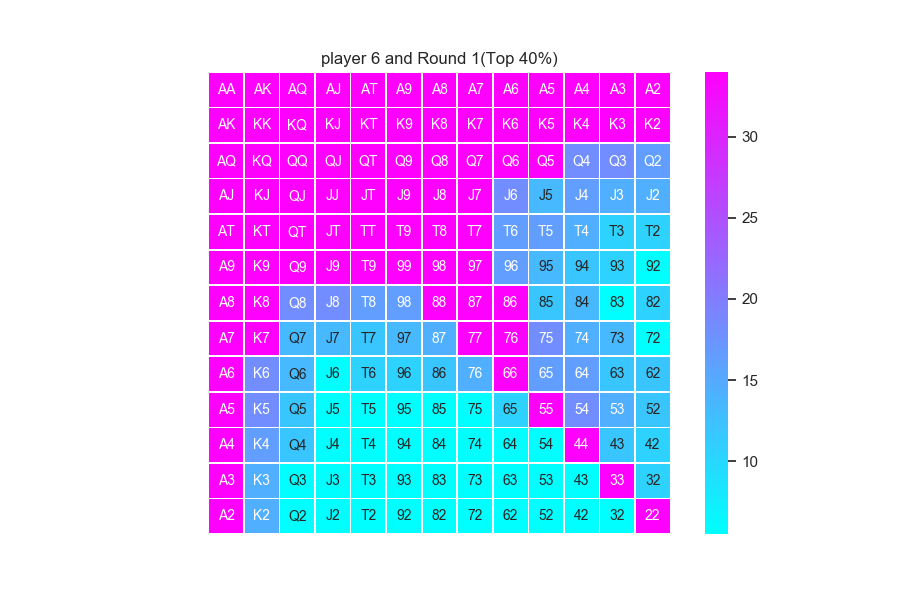 player 6 and Round 1(Top 40%)
AA AK AQ AJ AT A9 A8 A7 A6 A5 A4 A3 A2
AK KK KQ KJ KT K9 K8 K7 K6 K5 K4 K3 K2
AQ KQ QQ QJ QT Q9 Q8 Q7 Q6 Q5 Q4 Q3 Q2
AJ KJ QJ JJ JT J9 J8 J7 J6 J5 J4 J3 J2
AT KT QT JT TT T9 T8 T7 T6 T5 T4 T3 T2
A9 K9 Q9 J9 T9 99 98 97 96 95 94 93 92
A8 K8 Q8 J8 T8 98 88 87 86 85 84 83 82
A7 K7 Q7 J7 T7 97 87 77 76 75 74 73 72
A6 K6 Q6 J6 T6 96 86 76 66 65 64 63 62
A5 K5 Q5 J5 T5 95 85 75 65 55 54 53 52
A4 K4 Q4 J4 T4 94 84 74 64 54 44 43 42
A3 K3 Q3 J3 T3 93 83 73 63 53 43 33 32
A2 K2 Q2 J2 T2 92 82 72 62 52 42 32 22
30
25
20
15
10